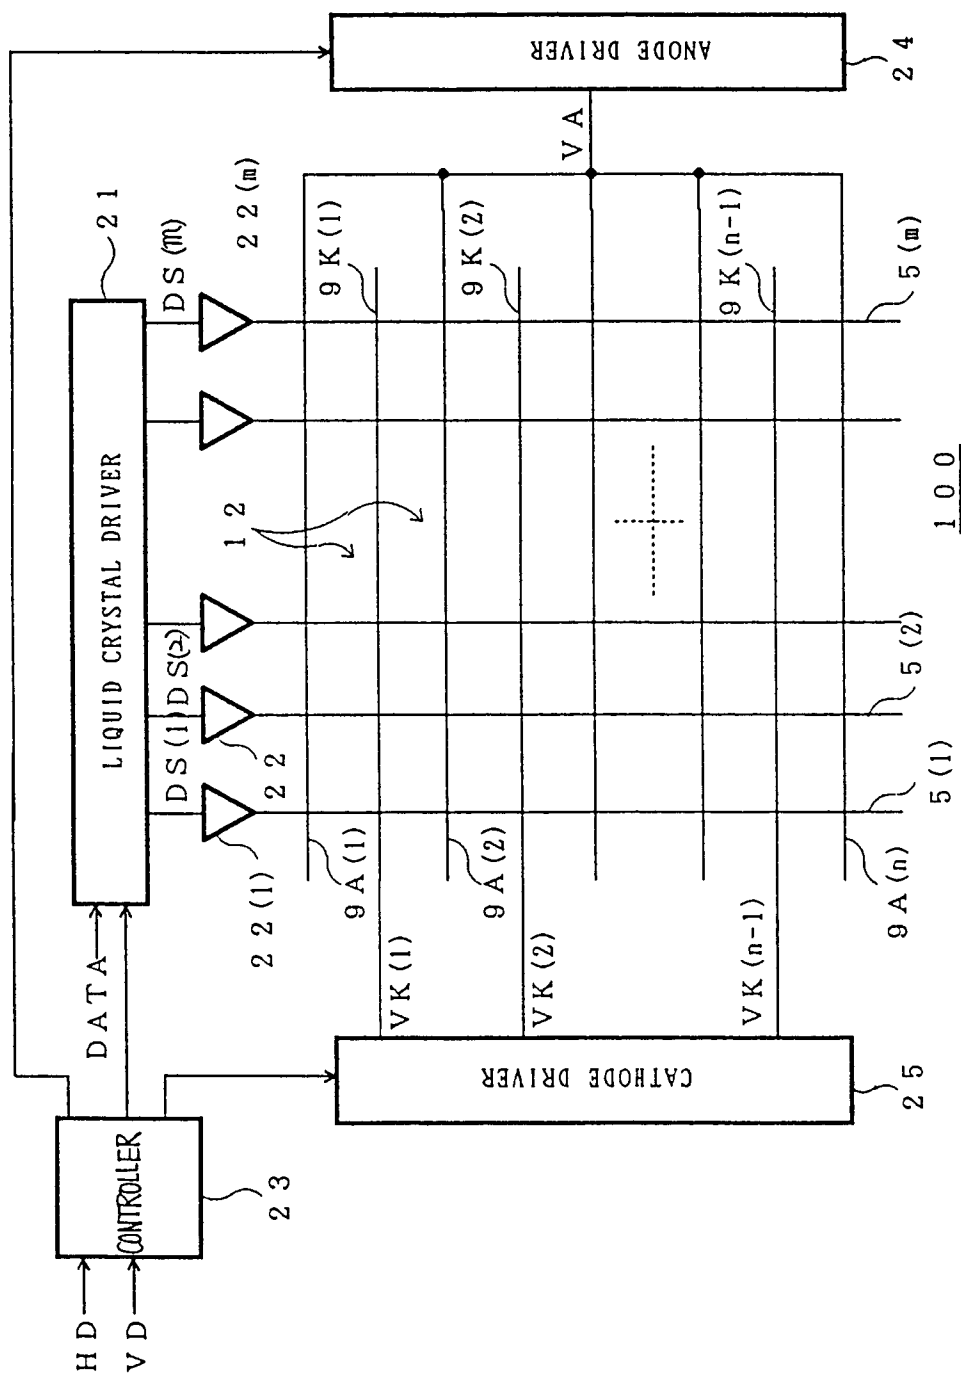 HD
VD
CONTROLLER
23
DATA
LIQUID CRYSTAL DRIVER
21
DS(1)
DS(2)
DS(m)
22(1)
22
22(m)
12
9A(1)
9K(1)
9A(2)
9K(2)
9K(n-1)
9A(n)
VK(1)
VK(2)
VK(n-1)
CATHODE DRIVER
25
ANODE DRIVER
24
VA
5(1)
5(2)
5(m)
100